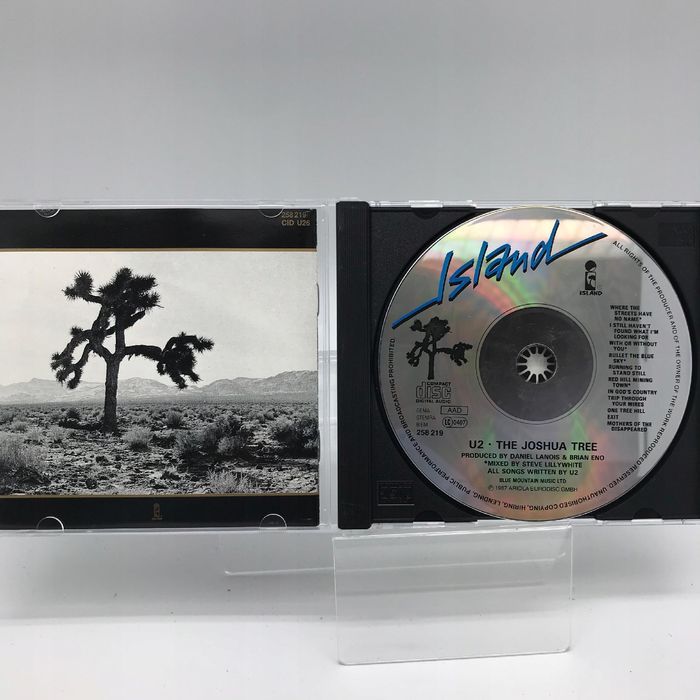 258 219
CID U26
Island
ISLAND
ALL RIGHTS OF THE PRODUCER AND OF THE OWNER OF THE WORK REPRODUCED RESERVED. UNAUTHORISED COPYING, HIRING, LENDING, PUBLIC PERFORMANCE AND BROADCASTING PROHIBITED.
WHERE THE
STREETS HAVE
NO NAME*
I STILL HAVEN'T
FOUND WHAT I'M
LOOKING FOR
WITH OR WITHOUT
YOU*
BULLET THE BLUE
SKY*
RUNNING TO
STAND STILL
RED HILL MINING
TOWN*
IN GOD'S COUNTRY
TRIP THROUGH
YOUR WIRES
ONE TREE HILL
EXIT
MOTHERS OF THE
DISAPPEARED
COMPACT
disc
DIGITAL AUDIO
GEMA
STEMRA
BIEM
AAD
LC 0407
258 219
U2 · THE JOSHUA TREE
PRODUCED BY DANIEL LANOIS & BRIAN ENO
*MIXED BY STEVE LILLYWHITE
ALL SONGS WRITTEN BY U2
BLUE MOUNTAIN MUSIC LTD
℗ 1987 ARIOLA EURODISC GMBH